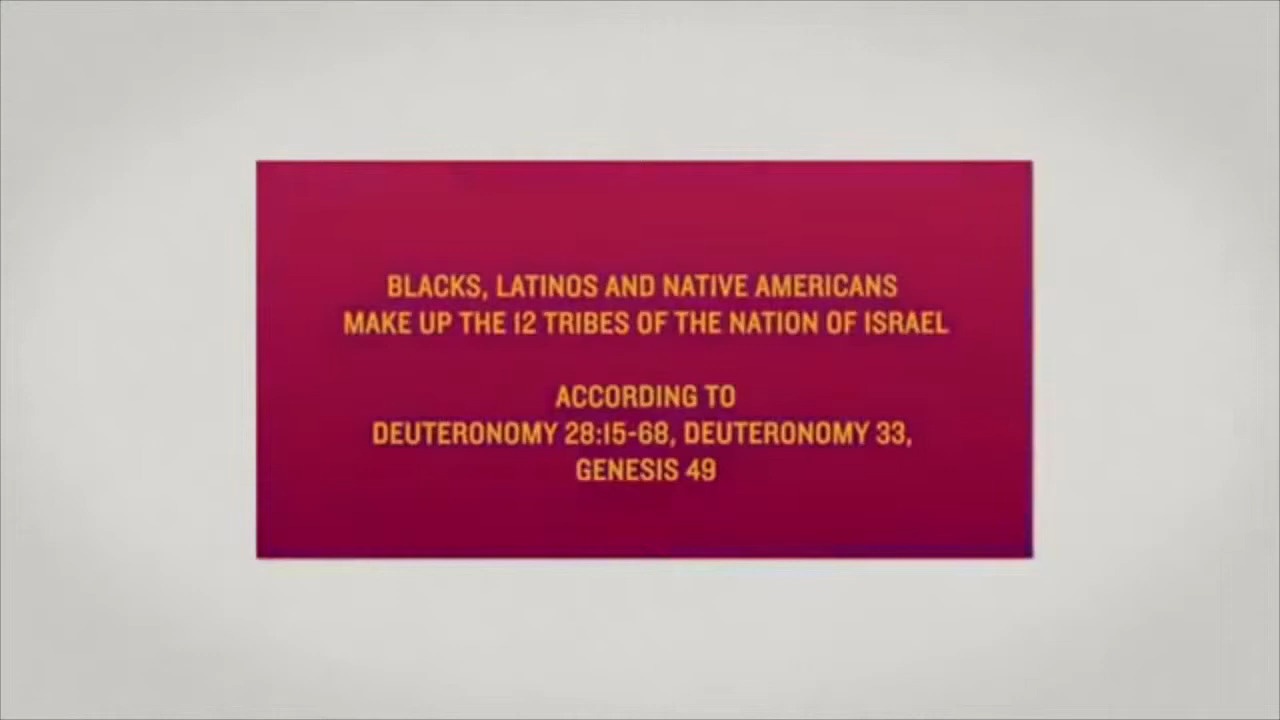 BLACKS, LATINOS AND NATIVE AMERICANS
MAKE UP THE 12 TRIBES OF THE NATION OF ISRAEL
ACCORDING TO
DEUTERONOMY 28:15-68, DEUTERONOMY 33,
GENESIS 49